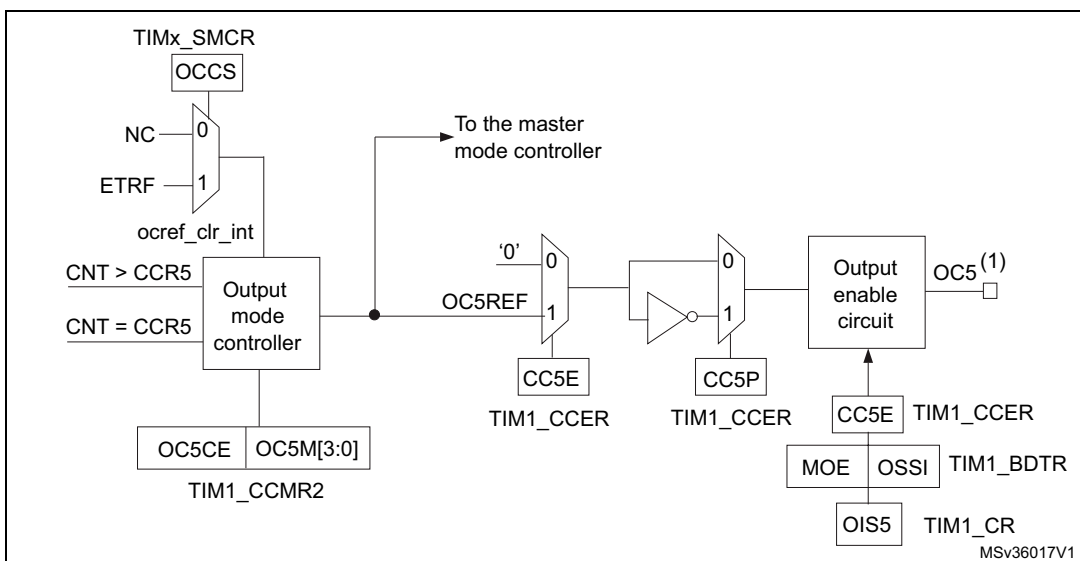 TIMx_SMCR
OCCS
NC
0
ETRF
1
ocref_clr_int
To the master
mode controller
CNT > CCR5
CNT = CCR5
Output
mode
controller
OC5CE
OC5M[3:0]
TIM1_CCMR2
'0'
0
OC5REF
1
CC5E
TIM1_CCER
0
1
CC5P
TIM1_CCER
Output
enable
circuit
OC5 (1)
CC5E
TIM1_CCER
MOE
OSSI
TIM1_BDTR
OIS5
TIM1_CR
MSv36017V1